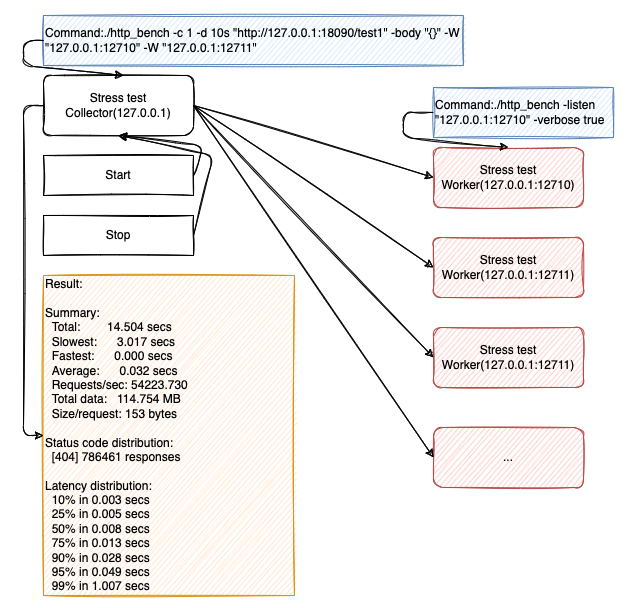 Command:./http_bench -c 1 -d 10s "http://127.0.0.1:18090/test1" -body "{}" -W
"127.0.0.1:12710" -W "127.0.0.1:12711"
Stress test
Collector(127.0.0.1)
Start
Stop
Command:./http_bench -listen
"127.0.0.1:12710" -verbose true
Stress test
Worker(127.0.0.1:12710)
Stress test
Worker(127.0.0.1:12711)
Stress test
Worker(127.0.0.1:12711)
...
Result:
Summary:
Total: 14.504 secs
Slowest: 3.017 secs
Fastest: 0.000 secs
Average: 0.032 secs
Requests/sec: 54223.730
Total data: 114.754 MB
Size/request: 153 bytes
Status code distribution:
[404] 786461 responses
Latency distribution:
10% in 0.003 secs
25% in 0.005 secs
50% in 0.008 secs
75% in 0.013 secs
90% in 0.028 secs
95% in 0.049 secs
99% in 1.007 secs